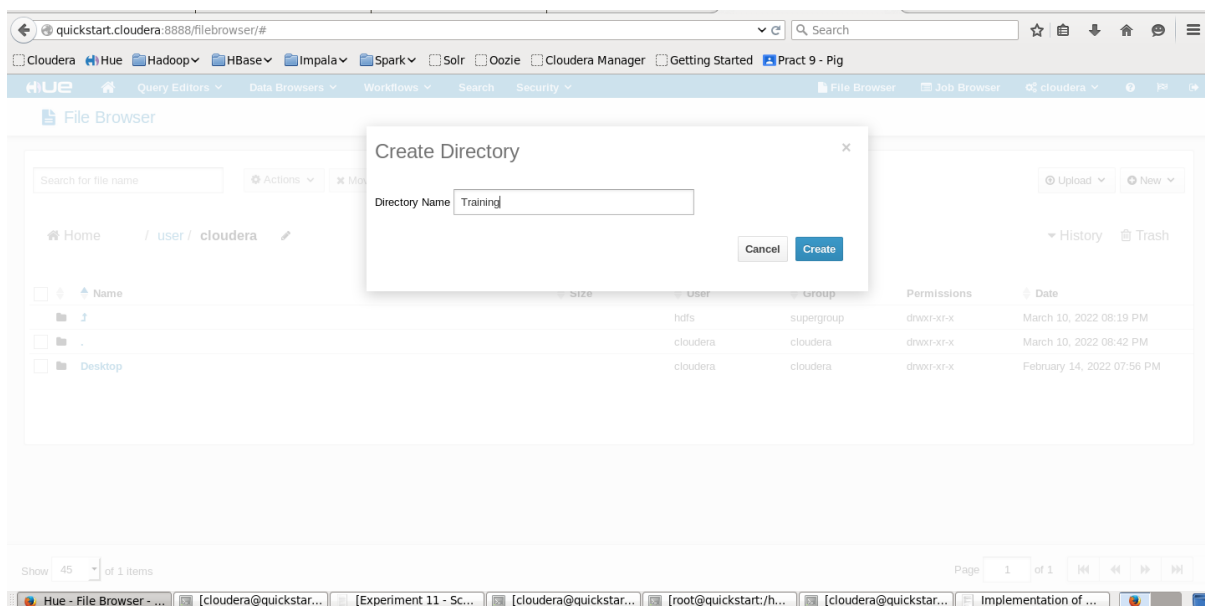 quickstart.cloudera:8888/filebrowser/# Search
Cloudera Hue Hadoop HBase Impala Spark Solr Oozie Cloudera Manager Getting Started Pract 9 - Pig
HUE Query Editors Data Browsers Workflows Search Security File Browser Job Browser cloudera
File Browser
Create Directory ×
Search for file name Actions Mov Upload New
Directory Name Training
Home / user / cloudera History Trash
Cancel Create
Name Size User Group Permissions Date
hdfs supergroup drwxr-xr-x March 10, 2022 08:19 PM
. cloudera cloudera drwxr-xr-x March 10, 2022 08:42 PM
Desktop cloudera cloudera drwxr-xr-x February 14, 2022 07:56 PM
Show 45 of 1 items Page 1 of 1
Hue - File Browser - ... [cloudera@quickstar... [Experiment 11 - Sc... [cloudera@quickstar... [root@quickstart:/h... [cloudera@quickstar... Implementation of ...